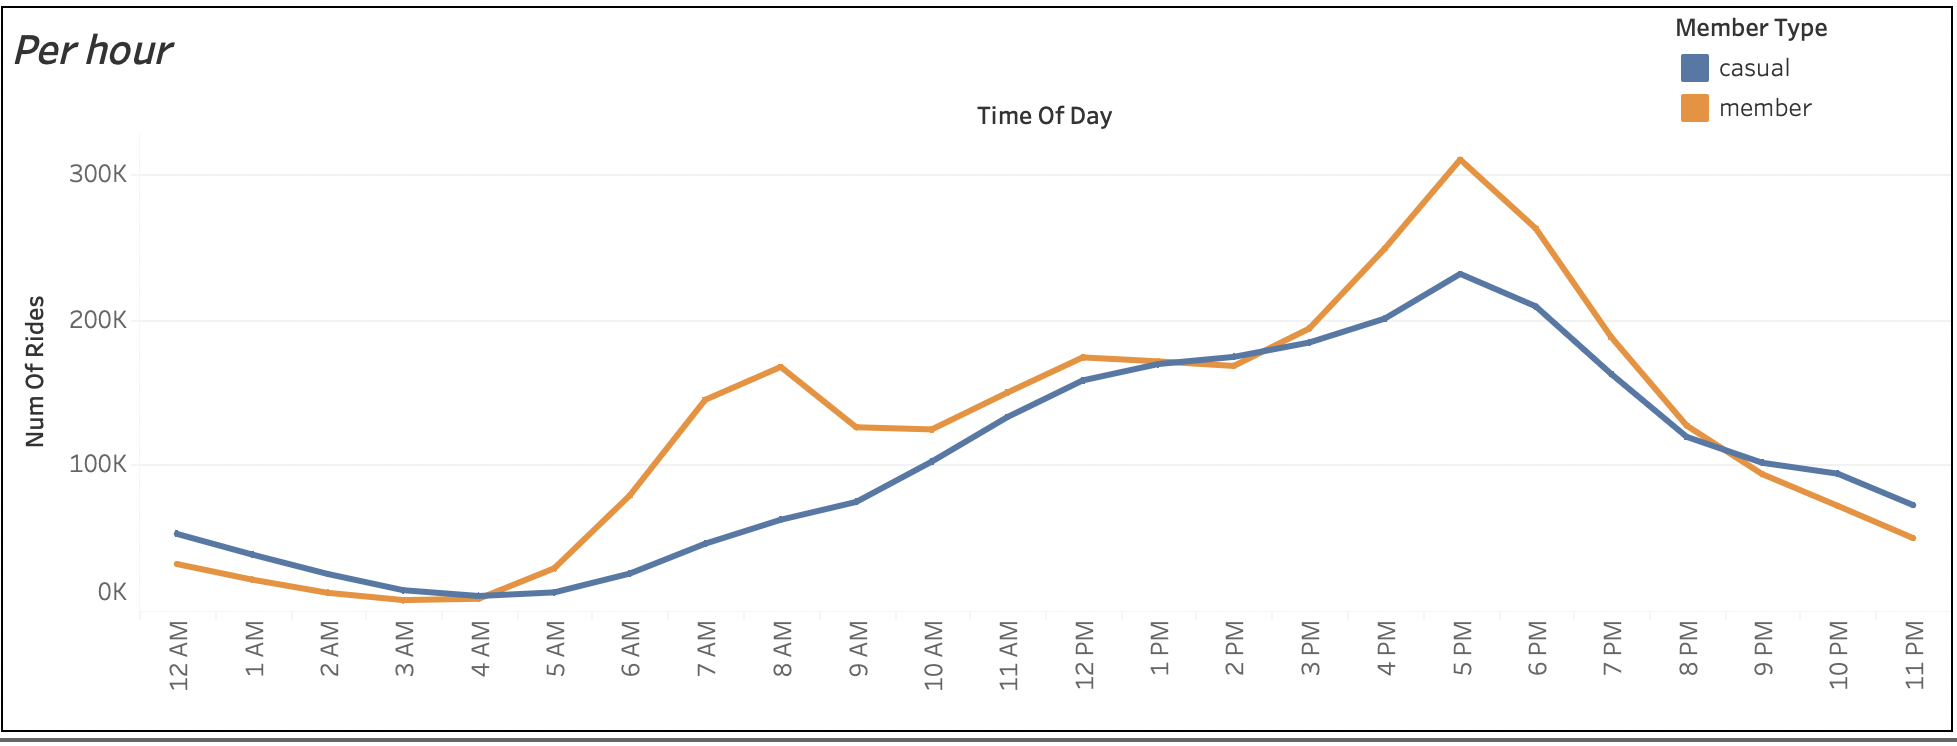 Per hour
Member Type
casual
member
Time Of Day
Num Of Rides
300K
200K
100K
0K
12 AM
1 AM
2 AM
3 AM
4 AM
5 AM
6 AM
7 AM
8 AM
9 AM
10 AM
11 AM
12 PM
1 PM
2 PM
3 PM
4 PM
5 PM
6 PM
7 PM
8 PM
9 PM
10 PM
11 PM